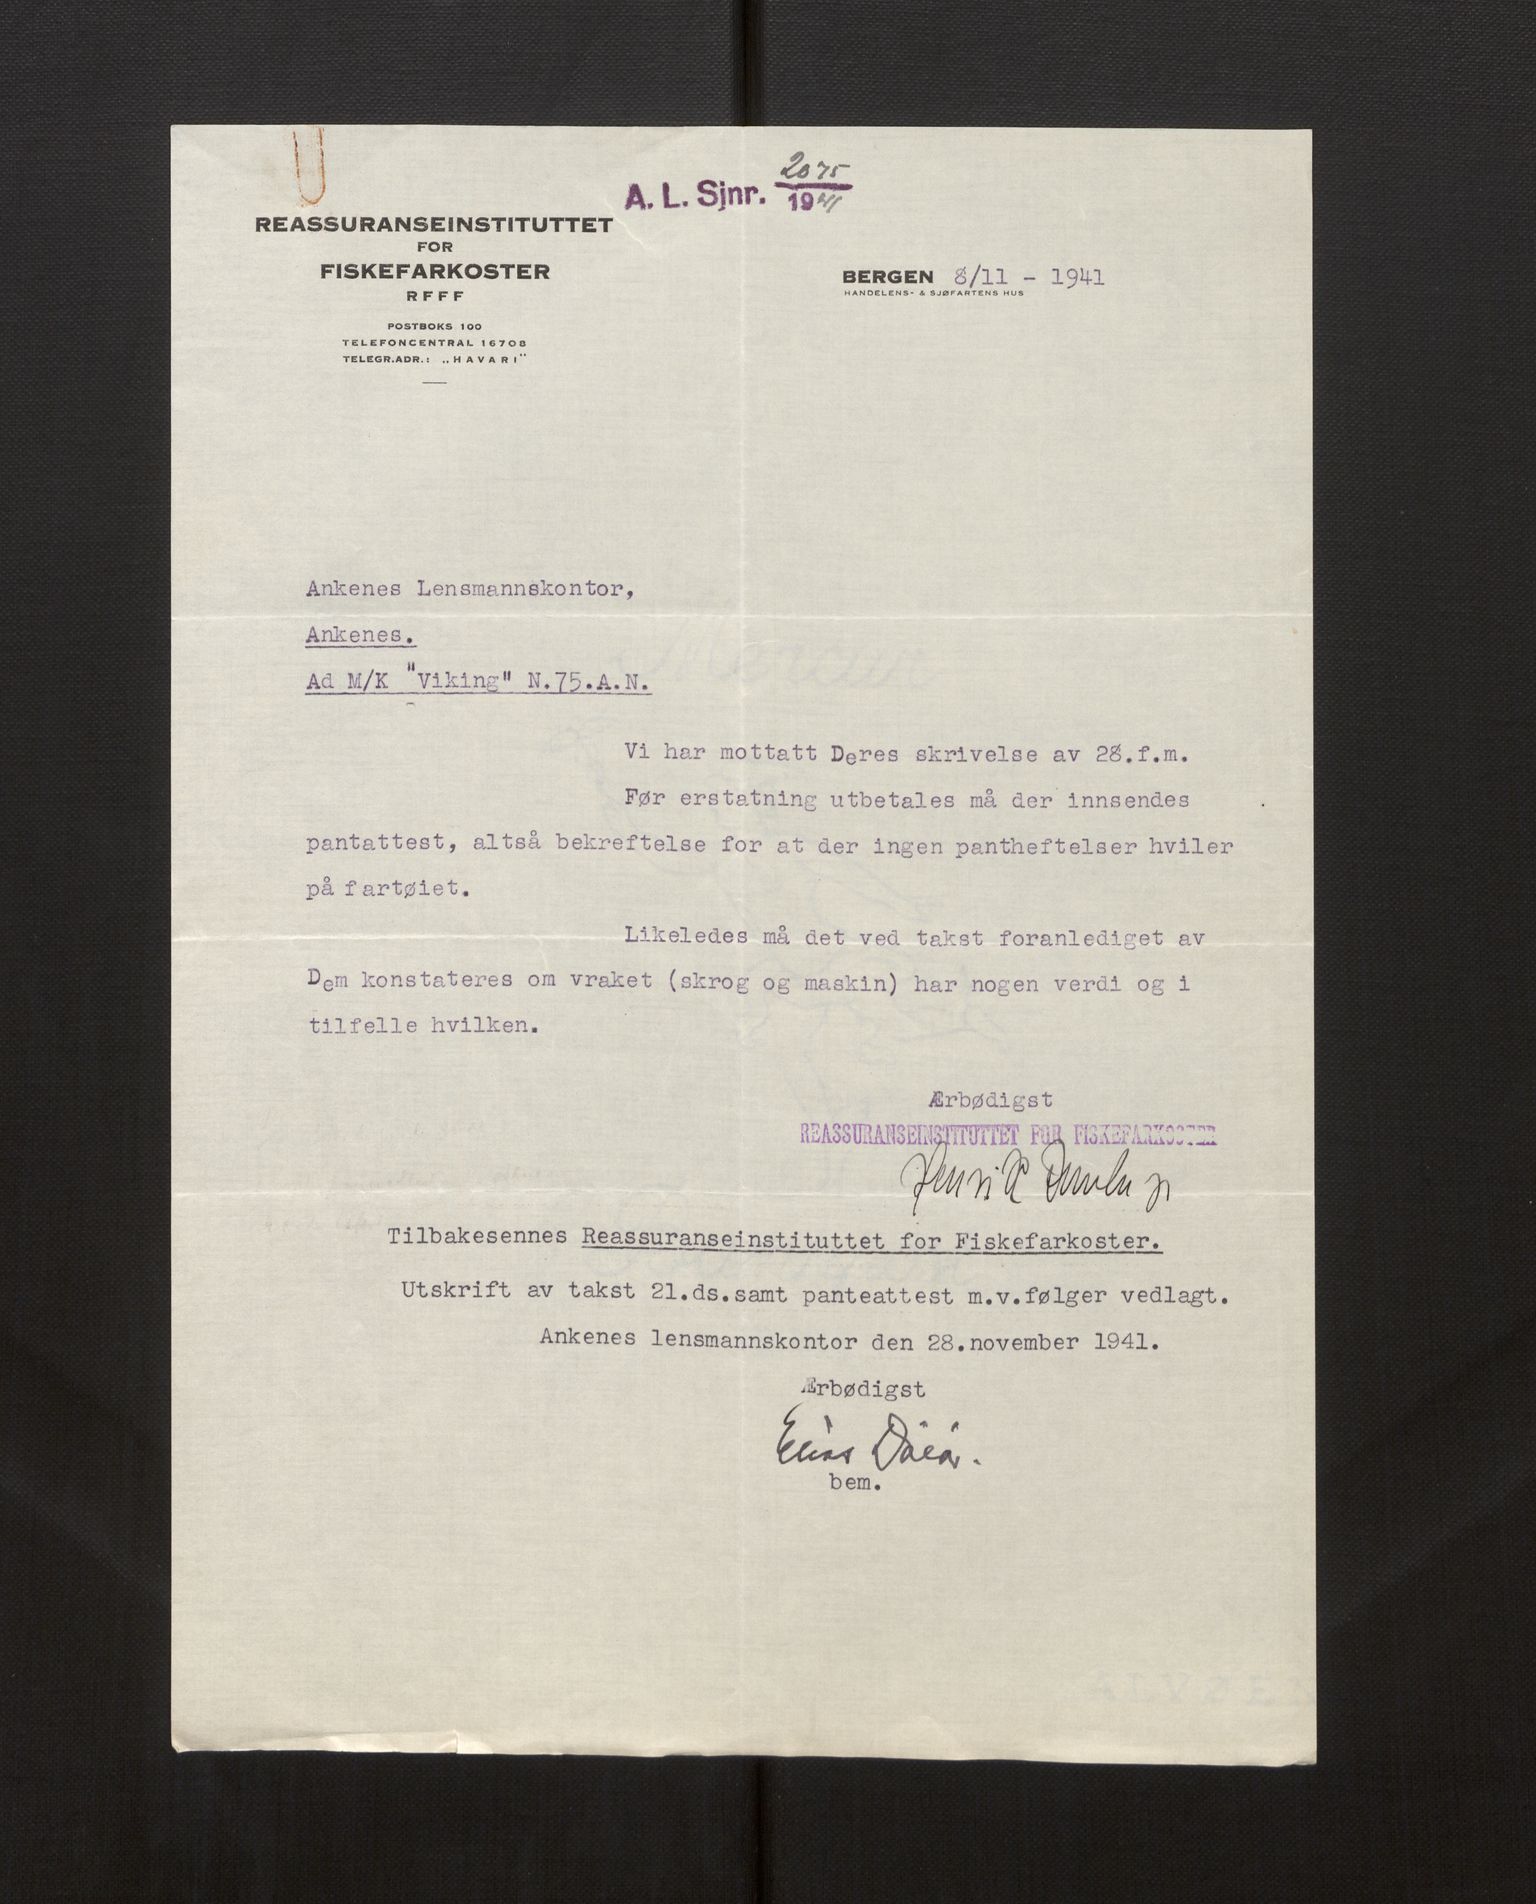 A. L. Sjnr. 2075
1941
REASSURANSEINSTITUTTET
FOR
FISKEFARKOSTER
RFFF
POSTBOKS 100
TELEFONCENTRAL 16708
TELEGR.ADR.: „HAVARI"
BERGEN 8/11 - 1941
HANDELENS- & SJØFARTENS HUS
Ankenes Lensmannskontor,
Ankenes.
Ad M/K "Viking" N.75.A.N.
Vi har mottatt Deres skrivelse av 28.f.m.
Før erstatning utbetales må der innsendes
pantattest, altså bekreftelse for at der ingen pantheftelser hviler
på fartøiet.
Likeledes må det ved takst foranlediget av
Dem konstateres om vraket (skrog og maskin) har nogen verdi og i
tilfelle hvilken.
Ærbødigst
REASSURANSEINSTITUTTET FOR FISKEFARKOSTER
Henrik
Tilbakesennes Reassuranseinstituttet for Fiskefarkoster.
Utskrift av takst 21.ds.samt panteattest m.v.følger vedlagt.
Ankenes lensmannskontor den 28.november 1941.
Ærbødigst
Elias
bem.